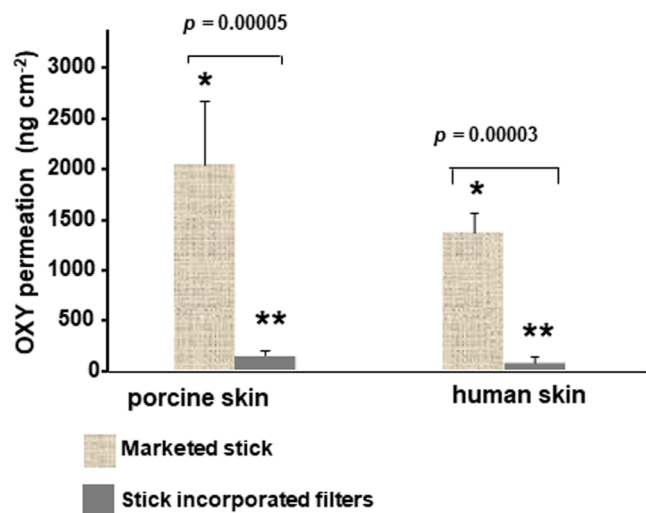 p = 0.00005
3000
*
2500
p = 0.00003
2000
*
1500
1000
500
**
**
0
OXY permeation (ng cm-2)
porcine skin
human skin
Marketed stick
Stick incorporated filters